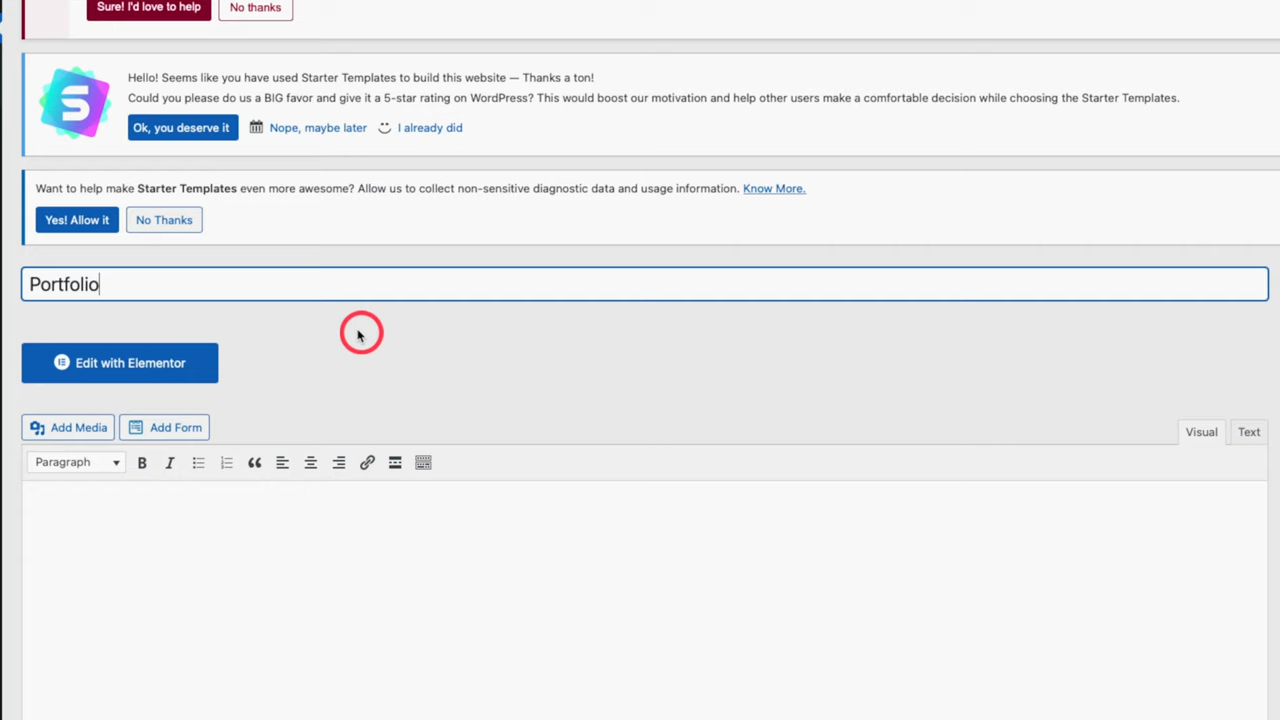 Sure! I'd love to help No thanks
Hello! Seems like you have used Starter Templates to build this website — Thanks a ton!
Could you please do us a BIG favor and give it a 5-star rating on WordPress? This would boost our motivation and help other users make a comfortable decision while choosing the Starter Templates.
Ok, you deserve it Nope, maybe later I already did
Want to help make Starter Templates even more awesome? Allow us to collect non-sensitive diagnostic data and usage information. Know More.
Yes! Allow it No Thanks
Portfolio
Edit with Elementor
Add Media Add Form
Visual Text
Paragraph B I